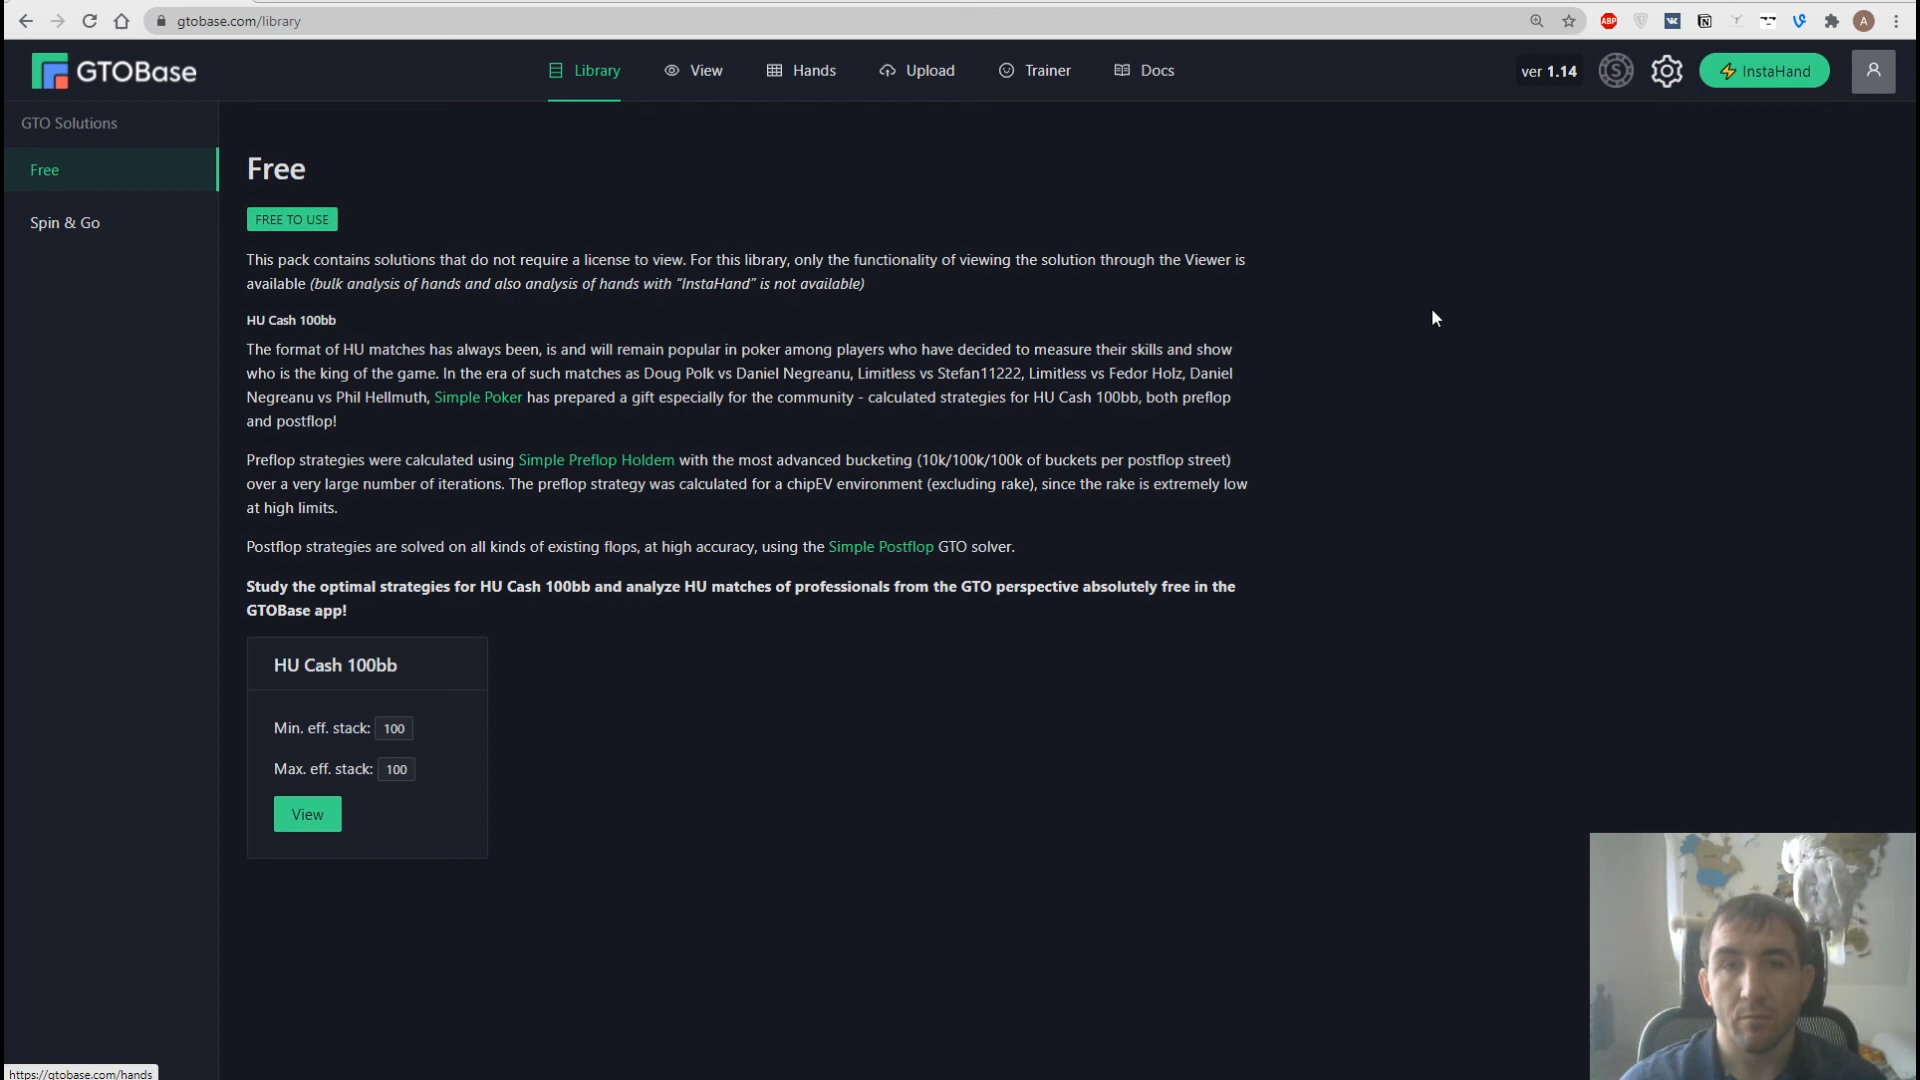 gtobase.com/library
ABP
A
GTOBase
Library
View
Hands
Upload
Trainer
Docs
ver 1.14
InstaHand
GTO Solutions
Free
Spin & Go
Free
FREE TO USE
This pack contains solutions that do not require a license to view. For this library, only the functionality of viewing the solution through the Viewer is
available (bulk analysis of hands and also analysis of hands with “InstaHand” is not available)
HU Cash 100bb
The format of HU matches has always been, is and will remain popular in poker among players who have decided to measure their skills and show
who is the king of the game. In the era of such matches as Doug Polk vs Daniel Negreanu, Limitless vs Stefan11222, Limitless vs Fedor Holz, Daniel
Negreanu vs Phil Hellmuth, Simple Poker has prepared a gift especially for the community - calculated strategies for HU Cash 100bb, both preflop
and postflop!
Preflop strategies were calculated using Simple Preflop Holdem with the most advanced bucketing (10k/100k/100k of buckets per postflop street)
over a very large number of iterations. The preflop strategy was calculated for a chipEV environment (excluding rake), since the rake is extremely low
at high limits.
Postflop strategies are solved on all kinds of existing flops, at high accuracy, using the Simple Postflop GTO solver.
Study the optimal strategies for HU Cash 100bb and analyze HU matches of professionals from the GTO perspective absolutely free in the
GTOBase app!
HU Cash 100bb
Min. eff. stack: 100
Max. eff. stack: 100
View
https://gtobase.com/hands